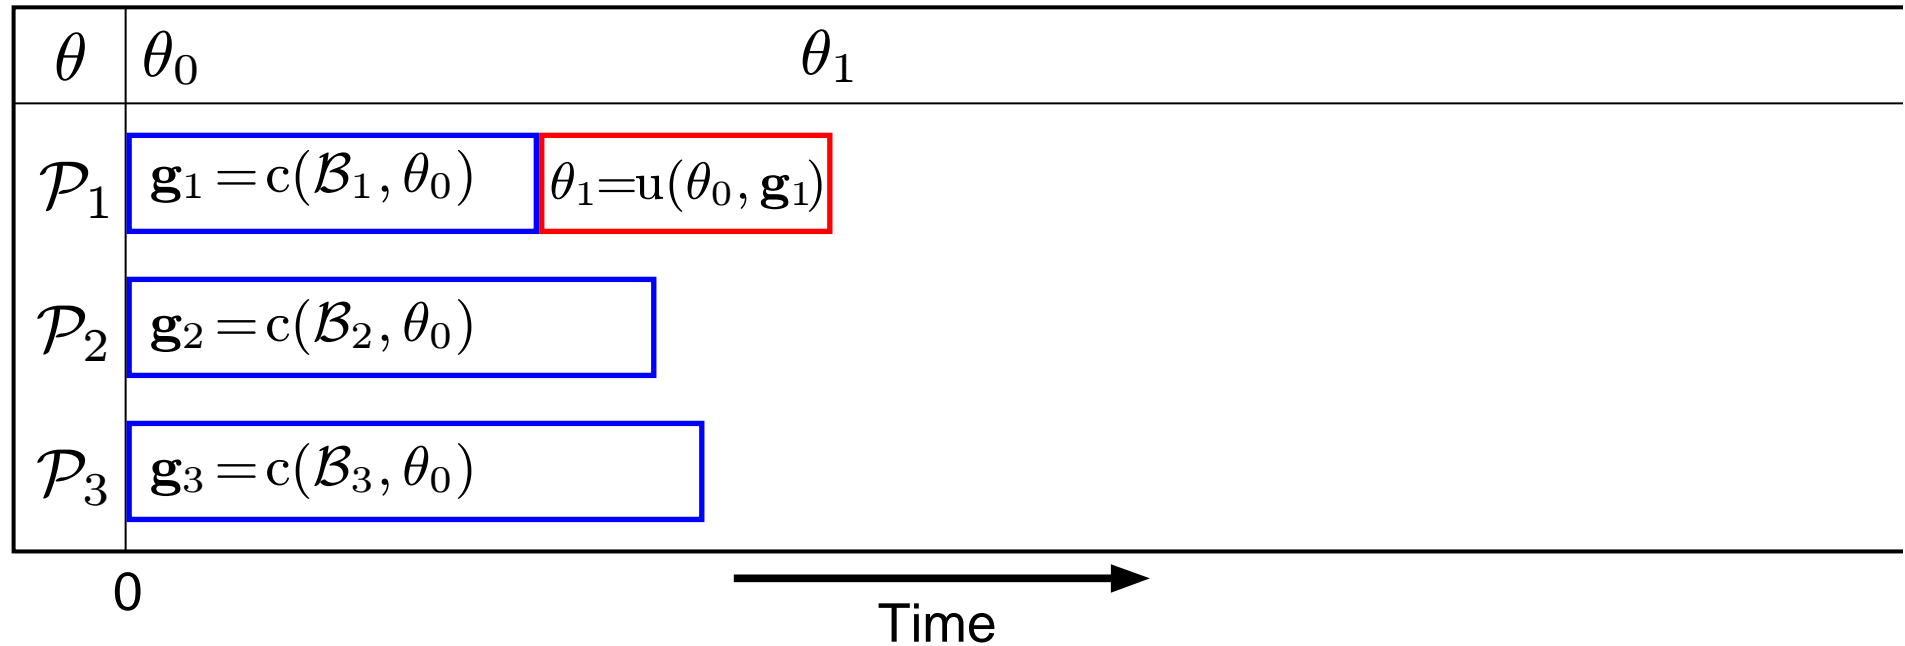 θ θ₀ θ₁
𝒫₁ 𝐠₁ = c(ℬ₁, θ₀) θ₁=u(θ₀, 𝐠₁)
𝒫₂ 𝐠₂ = c(ℬ₂, θ₀)
𝒫₃ 𝐠₃ = c(ℬ₃, θ₀)
0
Time